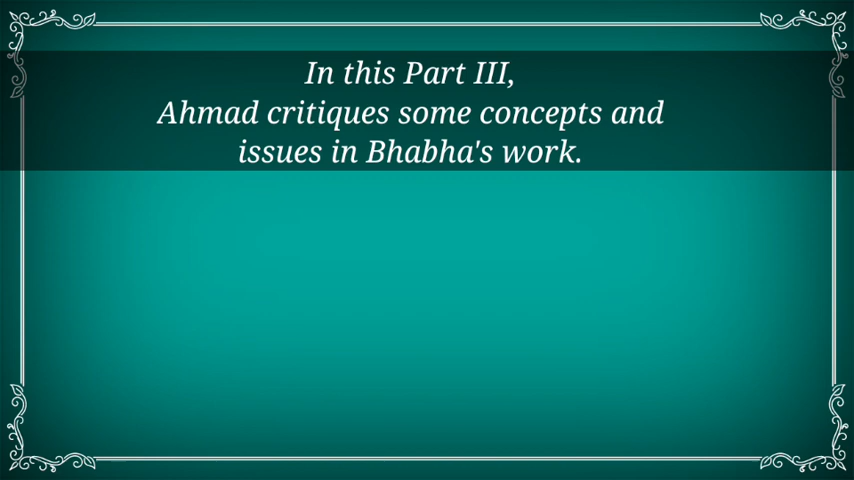 In this Part III,
Ahmad critiques some concepts and
issues in Bhabha's work.